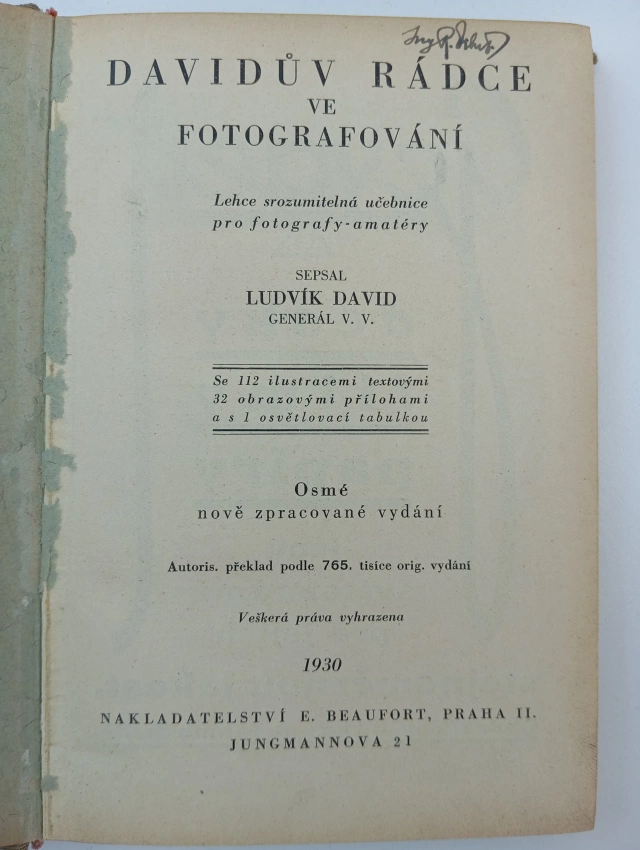 DAVIDŮV RÁDCE
VE
FOTOGRAFOVÁNÍ
Lehce srozumitelná učebnice
pro fotografy-amatéry
SEPSAL
LUDVÍK DAVID
GENERÁL V. V.
Se 112 ilustracemi textovými
32 obrazovými přílohami
a s 1 osvětlovací tabulkou
Osmé
nově zpracované vydání
Autoris. překlad podle 765. tisíce orig. vydání
Veškerá práva vyhrazena
1930
NAKLADATELSTVÍ E. BEAUFORT, PRAHA II.
JUNGMANNOVA 21